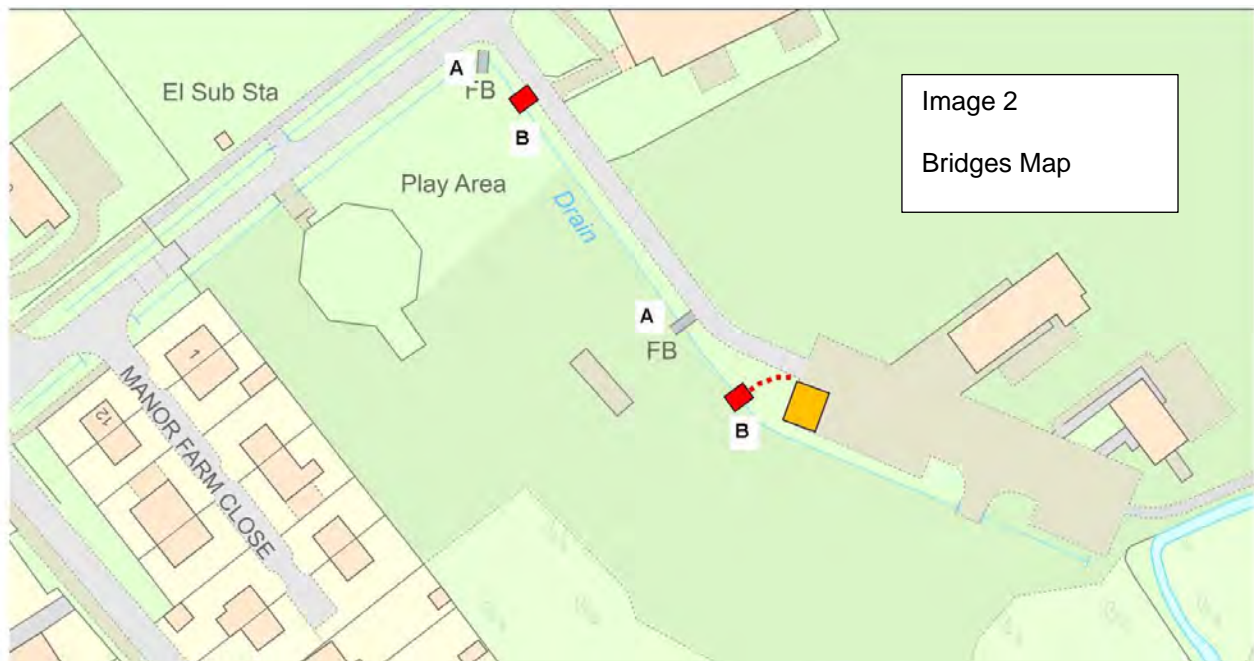 A
FB
El Sub Sta
B
Image 2
Bridges Map
Play Area
Drain
A
FB
B
1
12
MANOR FARM CLOSE